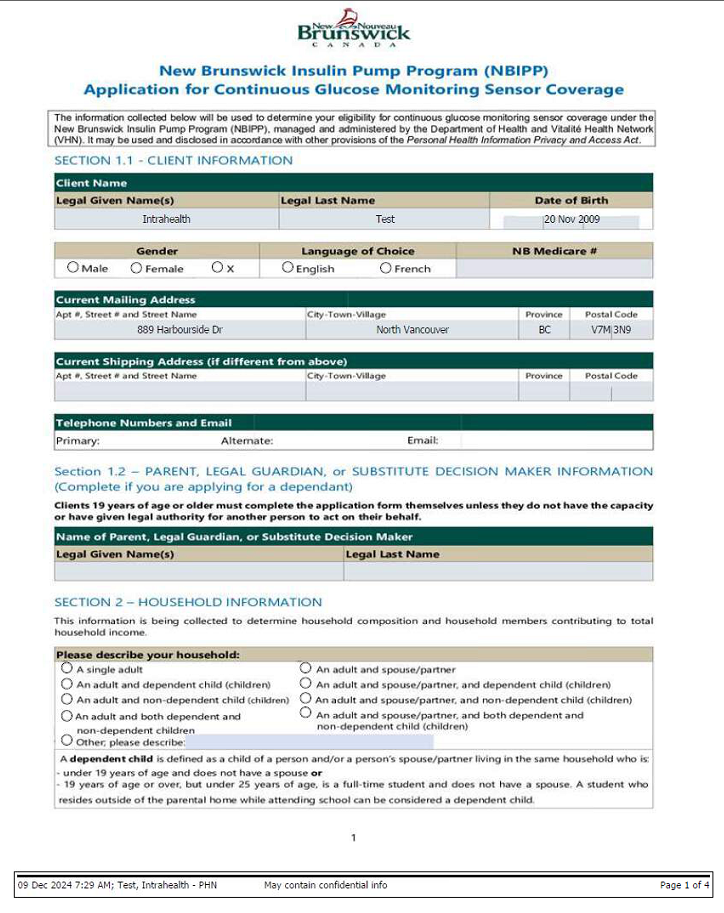 New Nouveau
Brunswick
CANADA
New Brunswick Insulin Pump Program (NBIPP)
Application for Continuous Glucose Monitoring Sensor Coverage
The information collected below will be used to determine your eligibility for continuous glucose monitoring sensor coverage under the
New Brunswick Insulin Pump Program (NBIPP), managed and administered by the Department of Health and Vitalité Health Network
(VHN). It may be used and disclosed in accordance with other provisions of the Personal Health Information Privacy and Access Act.
SECTION 1.1 - CLIENT INFORMATION
Client Name
Legal Given Name(s) Legal Last Name Date of Birth
Intrahealth Test 20 Nov 2009
Gender Language of Choice NB Medicare #
Male Female X English French
Current Mailing Address
Apt #, Street # and Street Name City-Town-Village Province Postal Code
889 Harbourside Dr North Vancouver BC V7M 3N9
Current Shipping Address (if different from above)
Apt #, Street # and Street Name City-Town-Village Province Postal Code
Telephone Numbers and Email
Primary: Alternate: Email:
Section 1.2 – PARENT, LEGAL GUARDIAN, or SUBSTITUTE DECISION MAKER INFORMATION
(Complete if you are applying for a dependant)
Clients 19 years of age or older must complete the application form themselves unless they do not have the capacity
or have given legal authority for another person to act on their behalf.
Name of Parent, Legal Guardian, or Substitute Decision Maker
Legal Given Name(s) Legal Last Name
SECTION 2 – HOUSEHOLD INFORMATION
This information is being collected to determine household composition and household members contributing to total
household income.
Please describe your household:
A single adult An adult and spouse/partner
An adult and dependent child (children) An adult and spouse/partner, and dependent child (children)
An adult and non-dependent child (children) An adult and spouse/partner, and non-dependent child (children)
An adult and both dependent and An adult and spouse/partner, and both dependent and
non-dependent children non-dependent child (children)
Other, please describe:
A dependent child is defined as a child of a person and/or a person's spouse/partner living in the same household who is:
- under 19 years of age and does not have a spouse or
- 19 years of age or over, but under 25 years of age, is a full-time student and does not have a spouse. A student who
resides outside of the parental home while attending school can be considered a dependent child.
1
09 Dec 2024 7:29 AM; Test, Intrahealth - PHN May contain confidential info Page 1 of 4